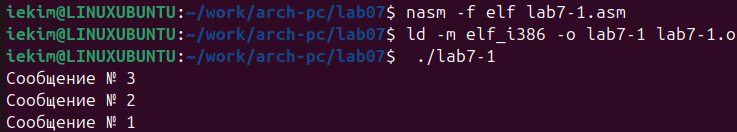 iekim@LINUXUBUNTU:~/work/arch-pc/lab07$ nasm -f elf lab7-1.asm
iekim@LINUXUBUNTU:~/work/arch-pc/lab07$ ld -m elf_i386 -o lab7-1 lab7-1.o
iekim@LINUXUBUNTU:~/work/arch-pc/lab07$  ./lab7-1
Сообщение № 3
Сообщение № 2
Сообщение № 1